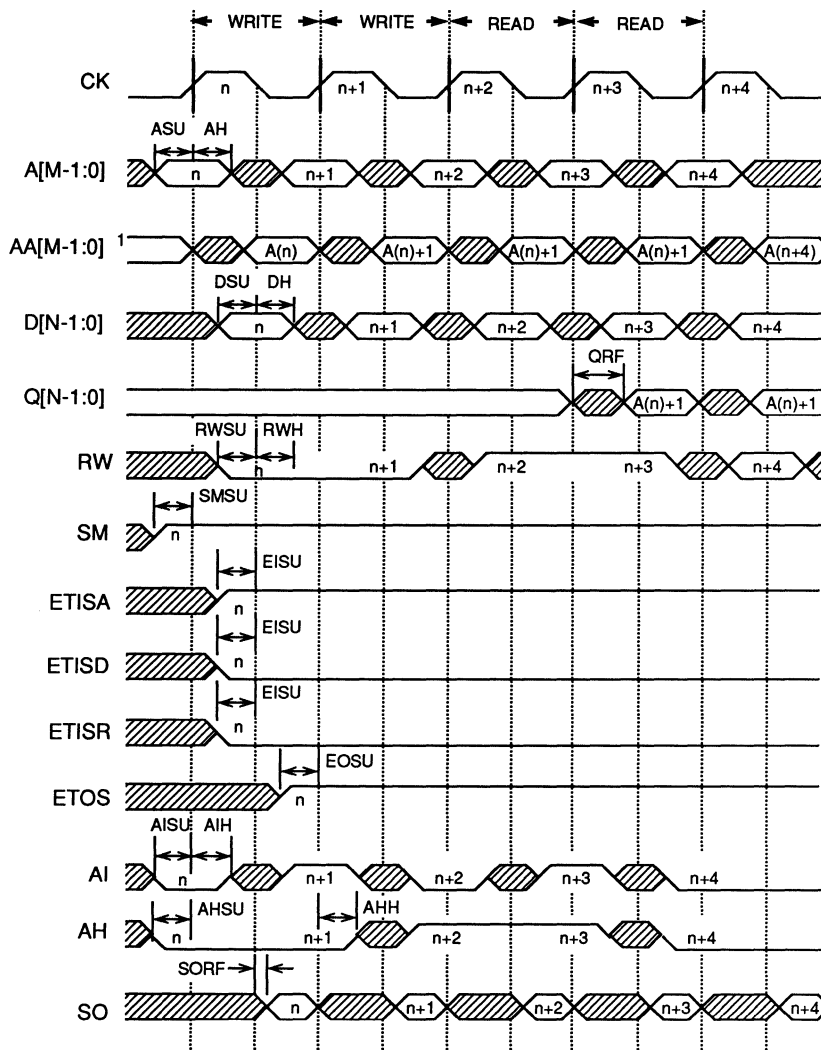 WRITE WRITE READ READ
CK n n+1 n+2 n+3 n+4
ASU AH
A[M-1:0] n n+1 n+2 n+3 n+4
AA[M-1:0] 1 A(n) A(n)+1 A(n)+1 A(n)+1 A(n+4)
DSU DH
D[N-1:0] n n+1 n+2 n+3 n+4
QRF
Q[N-1:0] A(n)+1 A(n)+1
RWSU RWH
RW n n+1 n+2 n+3 n+4
SMSU
SM n
EISU
ETISA n
EISU
ETISD n
EISU
ETISR n
EOSU
ETOS n
AISU AIH
AI n n+1 n+2 n+3 n+4
AHSU AHH
AH n n+1 n+2 n+3 n+4
SORF
SO n n+1 n+2 n+3 n+4